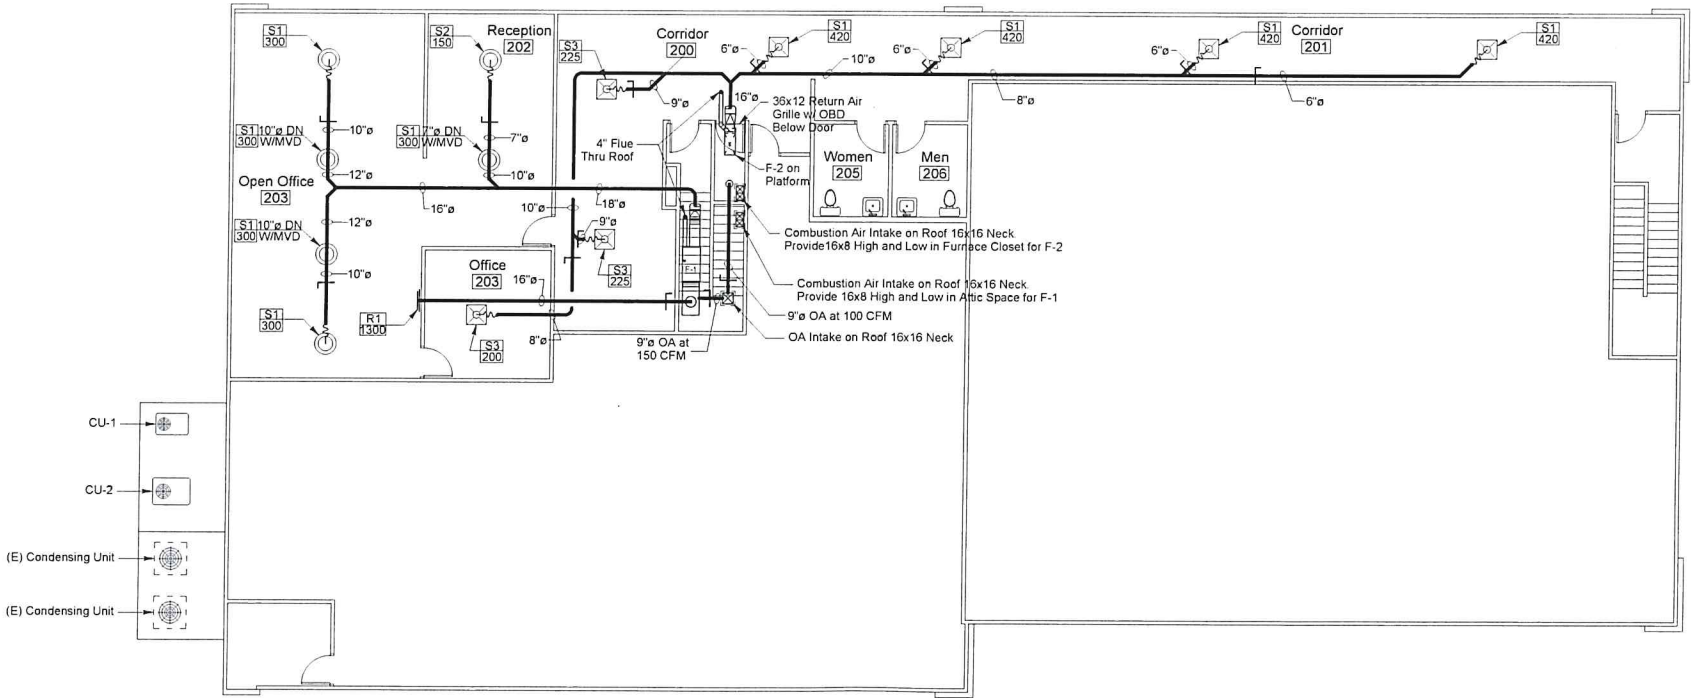 S1
300
S2
150
Reception
202
S3
225
Corridor
200
6"ø
S1
420
6"ø
S1
420
6"ø
S1
420
Corridor
201
S1
420
10"ø
8"ø
6"ø
9"ø
16"ø
36x12 Return Air
Grille w/ OBD
Below Door
S1 10"ø DN
300 W/MVD
10"ø
S1 7"ø DN
300 W/MVD
7"ø
4" Flue
Thru Roof
F-2 on
Platform
Women
205
Men
206
Open Office
203
12"ø
10"ø
16"ø
18"ø
10"ø
S1 10"ø DN
300 W/MVD
12"ø
9"ø
Combustion Air Intake on Roof 16x16 Neck
Provide16x8 High and Low in Furnace Closet for F-2
10"ø
Office
203
16"ø
S3
225
F-1
Combustion Air Intake on Roof 16x16 Neck
Provide 16x8 High and Low in Attic Space for F-1
S1
300
R1
1300
S3
200
8"ø
9"ø OA at
150 CFM
9"ø OA at 100 CFM
OA Intake on Roof 16x16 Neck
CU-1
CU-2
(E) Condensing Unit
(E) Condensing Unit